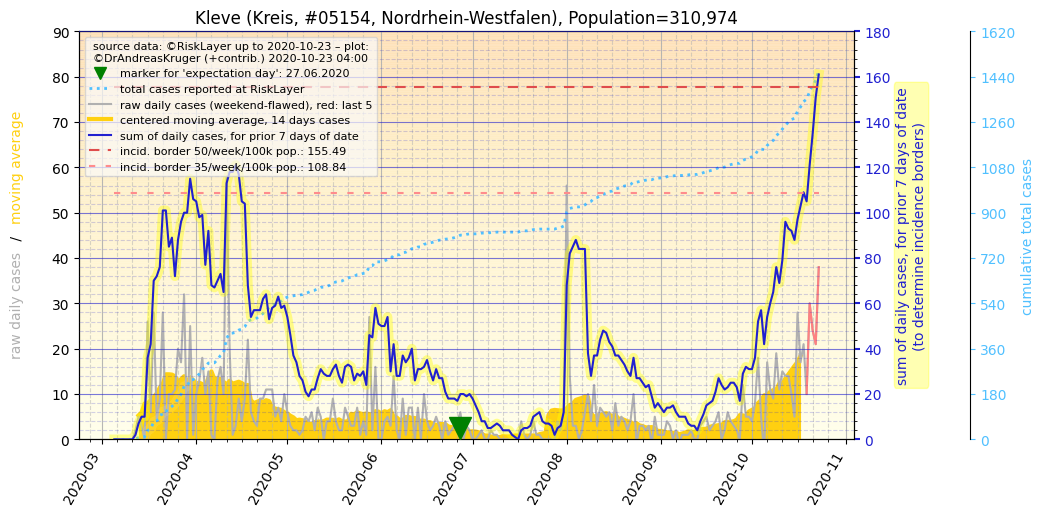 Kleve (Kreis, #05154, Nordrhein-Westfalen), Population=310,974
source data: ©RiskLayer up to 2020-10-23 – plot:
©DrAndreasKruger (+contrib.) 2020-10-23 04:00
marker for 'expectation day': 27.06.2020
total cases reported at RiskLayer
raw daily cases (weekend-flawed), red: last 5
centered moving average, 14 days cases
sum of daily cases, for prior 7 days of date
incid. border 50/week/100k pop.: 155.49
incid. border 35/week/100k pop.: 108.84
raw daily cases / moving average
90
80
70
60
50
40
30
20
10
0
2020-03
2020-04
2020-05
2020-06
2020-07
2020-08
2020-09
2020-10
2020-11
180
160
140
120
100
80
60
40
20
0
sum of daily cases, for prior 7 days of date
(to determine incidence borders)
1620
1440
1260
1080
900
720
540
360
180
0
cumulative total cases